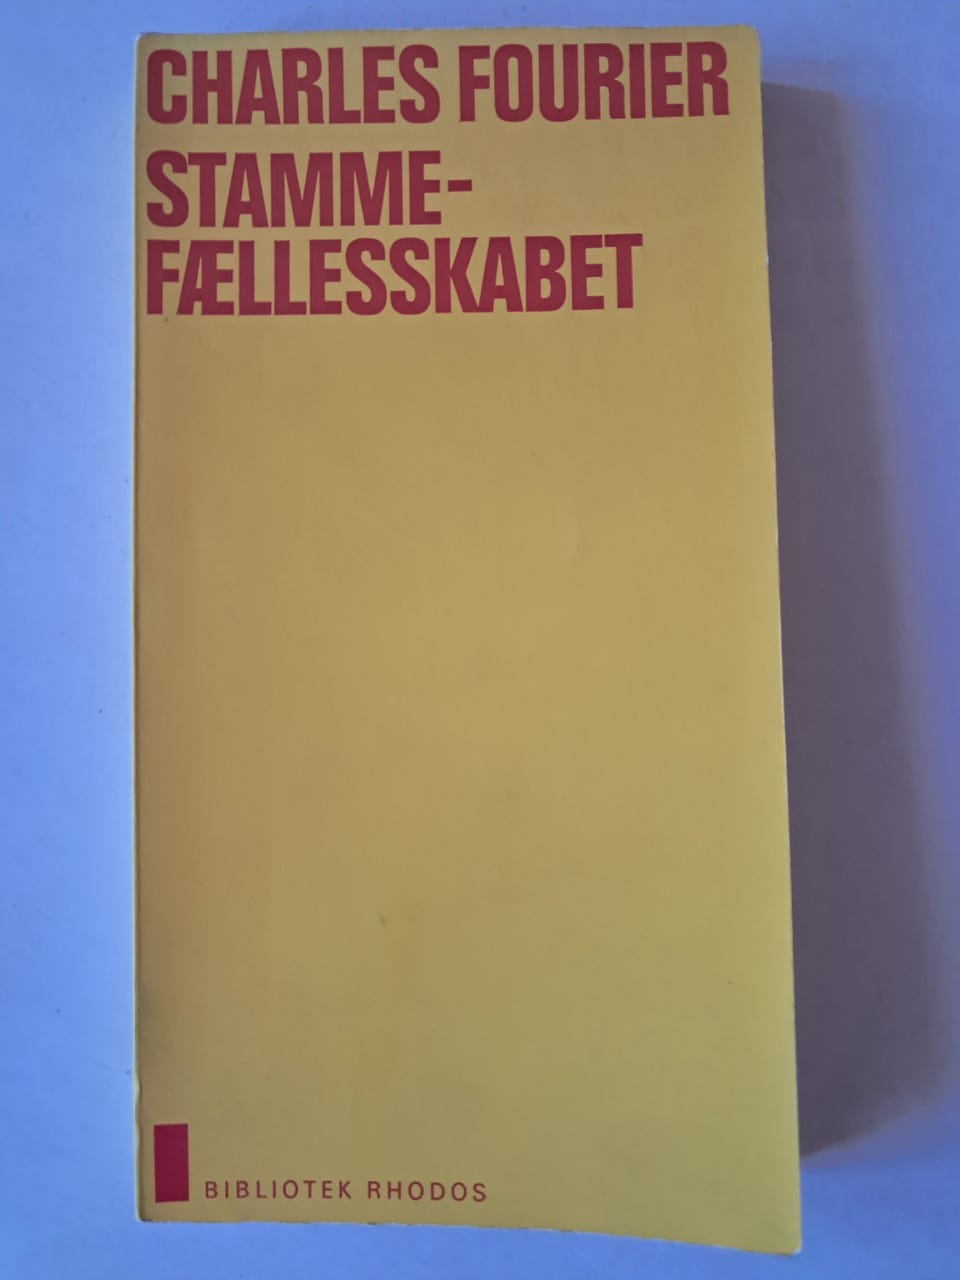 CHARLES FOURIER
STAMME-
FÆLLESSKABET
BIBLIOTEK RHODOS